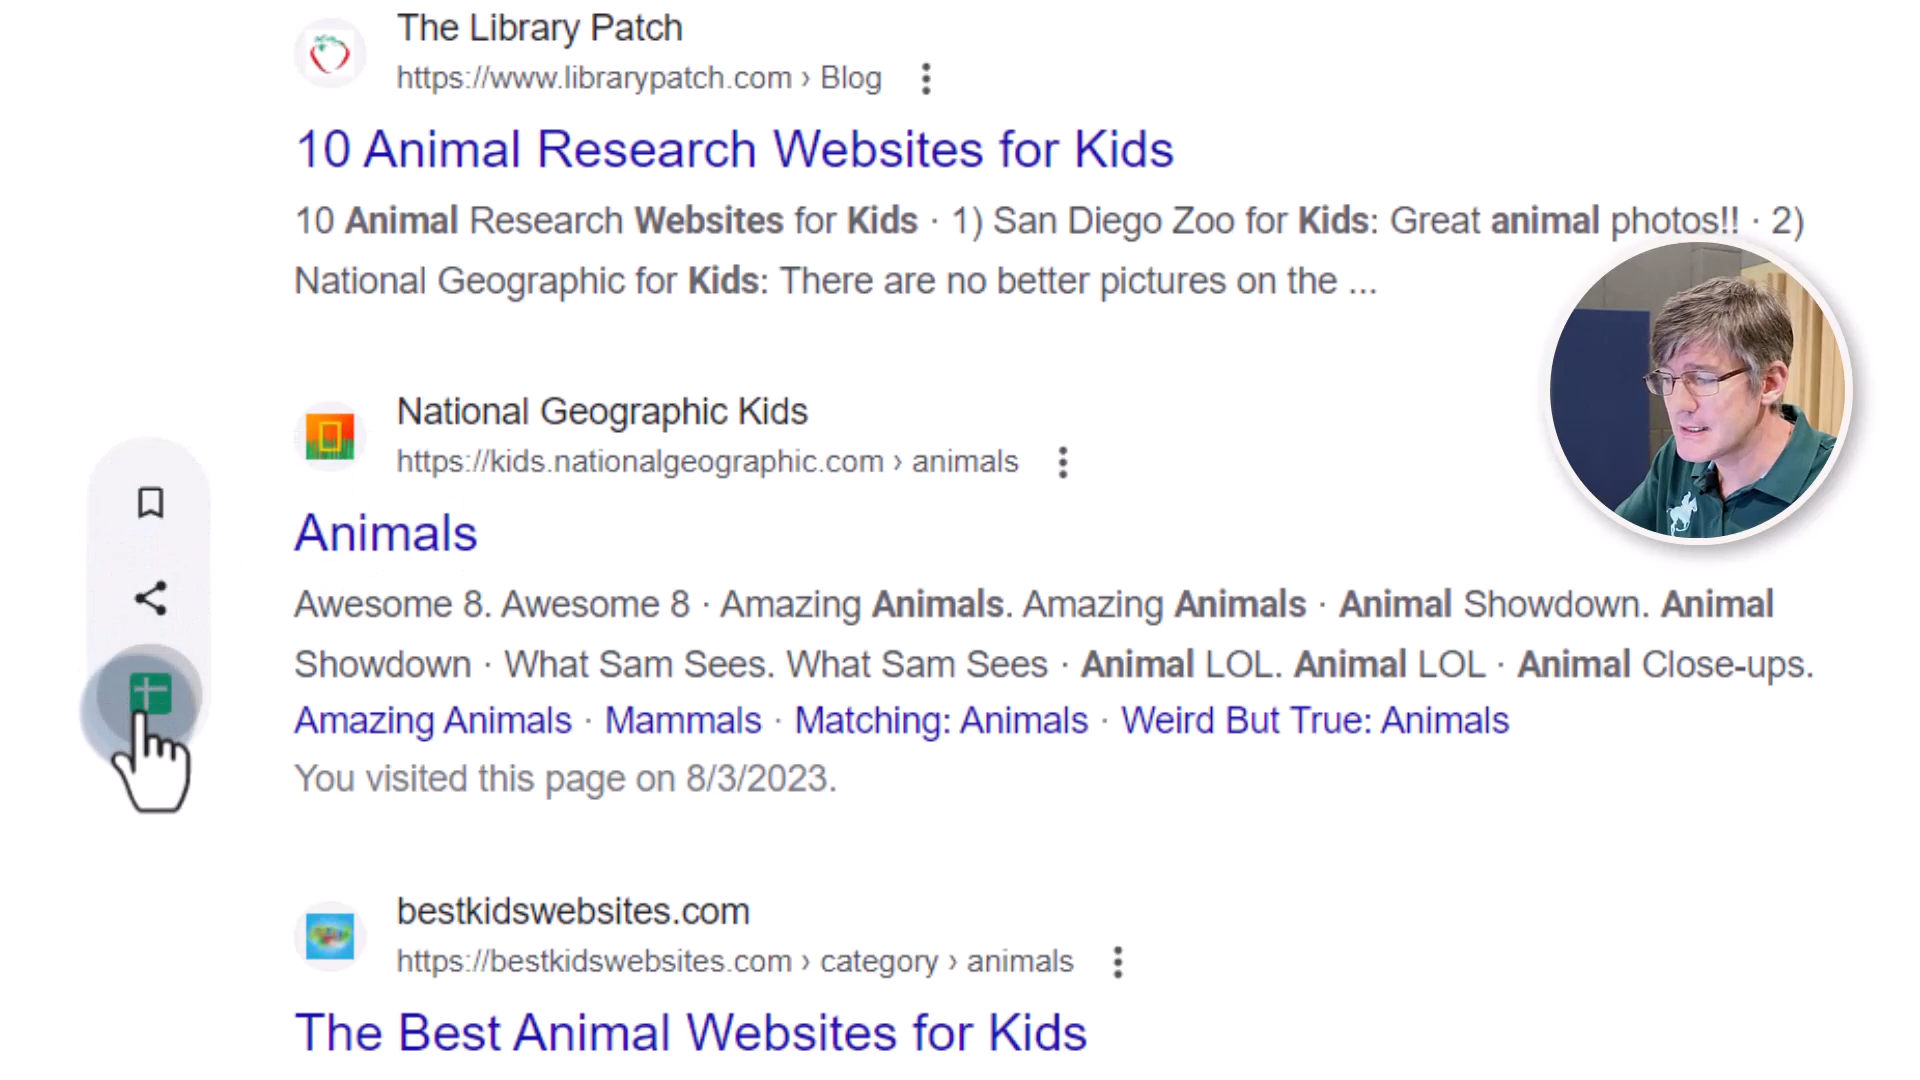 The Library Patch
https://www.librarypatch.com › Blog
10 Animal Research Websites for Kids
10 Animal Research Websites for Kids · 1) San Diego Zoo for Kids: Great animal photos!! · 2)
National Geographic for Kids: There are no better pictures on the ...
National Geographic Kids
https://kids.nationalgeographic.com › animals
Animals
Awesome 8. Awesome 8 · Amazing Animals. Amazing Animals · Animal Showdown. Animal
Showdown · What Sam Sees. What Sam Sees · Animal LOL. Animal LOL · Animal Close-ups.
Amazing Animals · Mammals · Matching: Animals · Weird But True: Animals
You visited this page on 8/3/2023.
bestkidswebsites.com
https://bestkidswebsites.com › category › animals
The Best Animal Websites for Kids